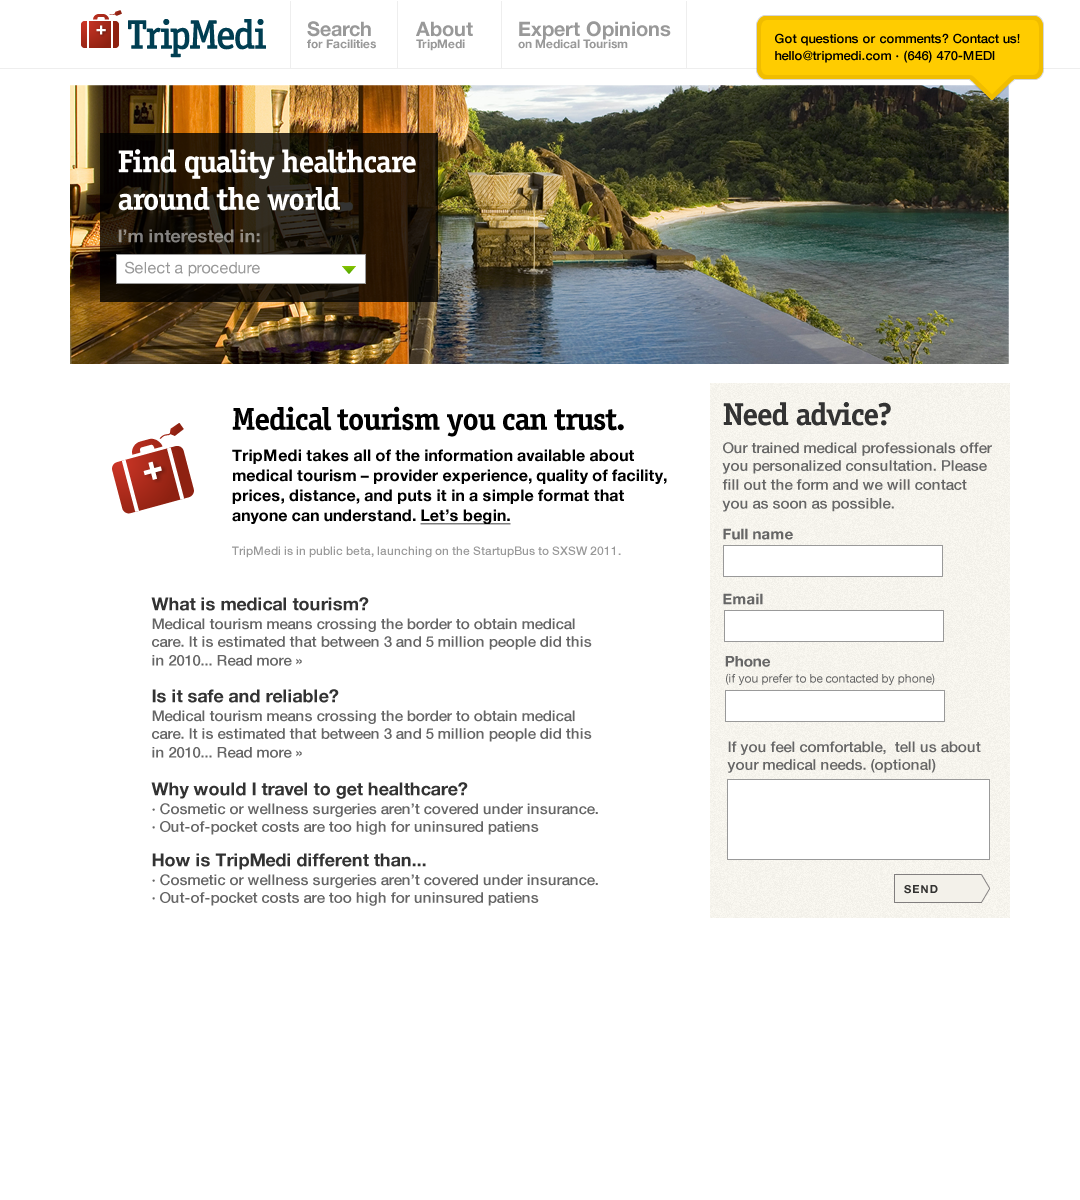 TripMedi
Search
for Facilities
About
TripMedi
Expert Opinions
on Medical Tourism
Got questions or comments? Contact us!
hello@tripmedi.com · (646) 470-MEDI
Find quality healthcare
around the world
I'm interested in:
Select a procedure
Medical tourism you can trust.
TripMedi takes all of the information available about
medical tourism – provider experience, quality of facility,
prices, distance, and puts it in a simple format that
anyone can understand. Let's begin.
TripMedi is in public beta, launching on the StartupBus to SXSW 2011.
What is medical tourism?
Medical tourism means crossing the border to obtain medical
care. It is estimated that between 3 and 5 million people did this
in 2010... Read more »
Is it safe and reliable?
Medical tourism means crossing the border to obtain medical
care. It is estimated that between 3 and 5 million people did this
in 2010... Read more »
Why would I travel to get healthcare?
· Cosmetic or wellness surgeries aren't covered under insurance.
· Out-of-pocket costs are too high for uninsured patiens
How is TripMedi different than...
· Cosmetic or wellness surgeries aren't covered under insurance.
· Out-of-pocket costs are too high for uninsured patiens
Need advice?
Our trained medical professionals offer
you personalized consultation. Please
fill out the form and we will contact
you as soon as possible.
Full name
Email
Phone
(if you prefer to be contacted by phone)
If you feel comfortable,  tell us about
your medical needs. (optional)
SEND